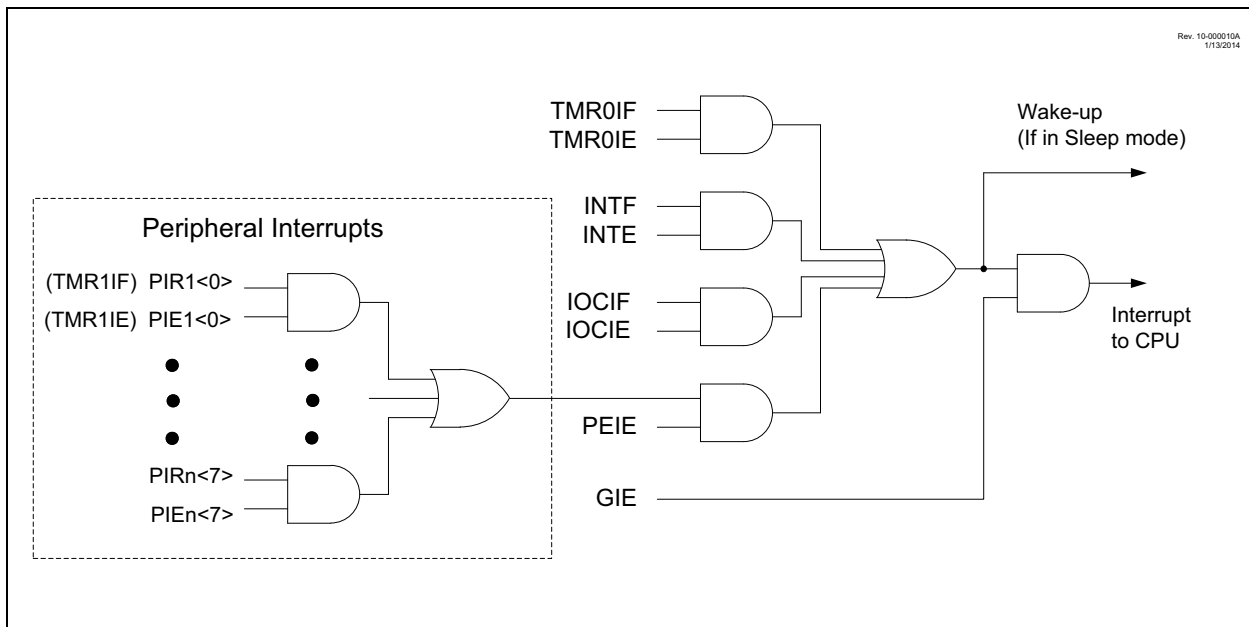 Rev. 10-000010A
1/13/2014
TMR0IF
TMR0IE
Wake-up
(If in Sleep mode)
INTF
INTE
Peripheral Interrupts
(TMR1IF) PIR1<0>
(TMR1IE) PIE1<0>
IOCIF
IOCIE
Interrupt
to CPU
PEIE
PIRn<7>
PIEn<7>
GIE